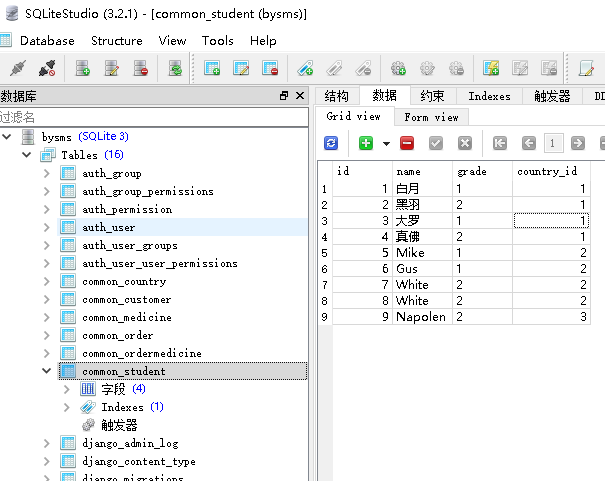 SQLiteStudio (3.2.1) - [common_student (bysms)]
Database Structure View Tools Help
数据库
过滤名
bysms (SQLite 3)
Tables (16)
auth_group
auth_group_permissions
auth_permission
auth_user
auth_user_groups
auth_user_user_permissions
common_country
common_customer
common_medicine
common_order
common_ordermedicine
common_student
字段 (4)
Indexes (1)
触发器
django_admin_log
django_content_type
django_migrations
结构 数据 约束 Indexes 触发器 DD
Grid view Form view
1
id name grade country_id
1 1 白月 1 1
2 2 黑羽 2 1
3 3 大罗 1 1
4 4 真佛 2 1
5 5 Mike 1 2
6 6 Gus 1 2
7 7 White 2 2
8 8 White 2 2
9 9 Napolen 2 3